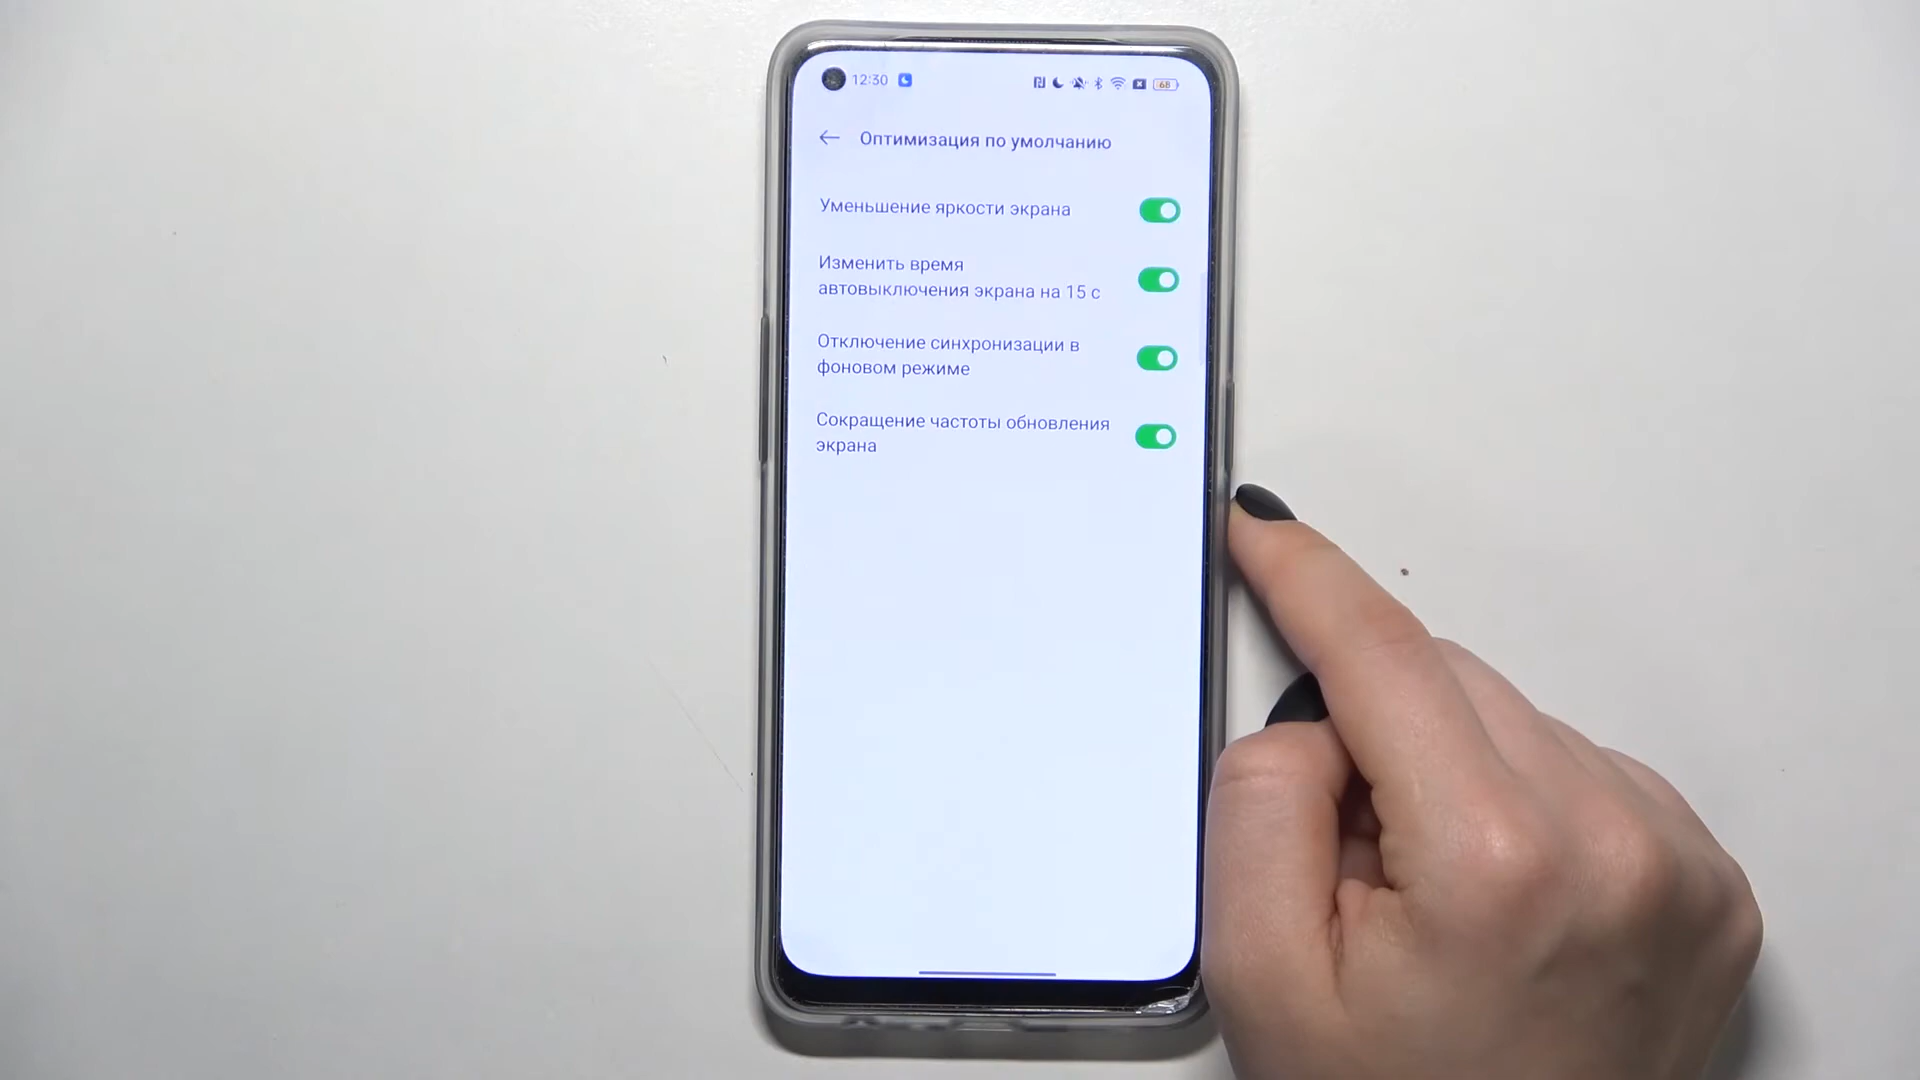 12:30
68
Оптимизация по умолчанию
Уменьшение яркости экрана
Изменить время
автовыключения экрана на 15 с
Отключение синхронизации в
фоновом режиме
Сокращение частоты обновления
экрана